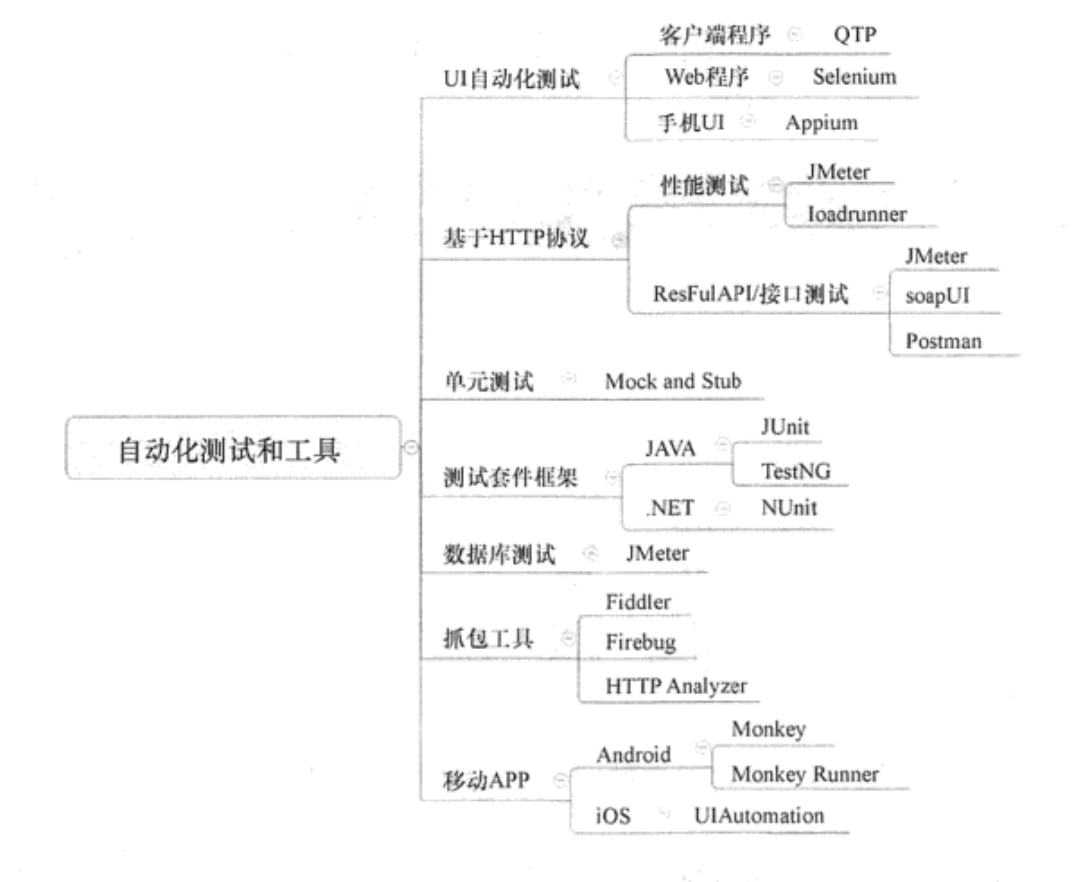 自动化测试和工具
UI自动化测试
客户端程序
QTP
Web程序
Selenium
手机UI
Appium
基于HTTP协议
性能测试
JMeter
Ioadrunner
ResFulAPI/接口测试
JMeter
soapUI
Postman
单元测试
Mock and Stub
测试套件框架
JAVA
JUnit
TestNG
.NET
NUnit
数据库测试
JMeter
抓包工具
Fiddler
Firebug
HTTP Analyzer
移动APP
Android
Monkey
Monkey Runner
iOS
UIAutomation